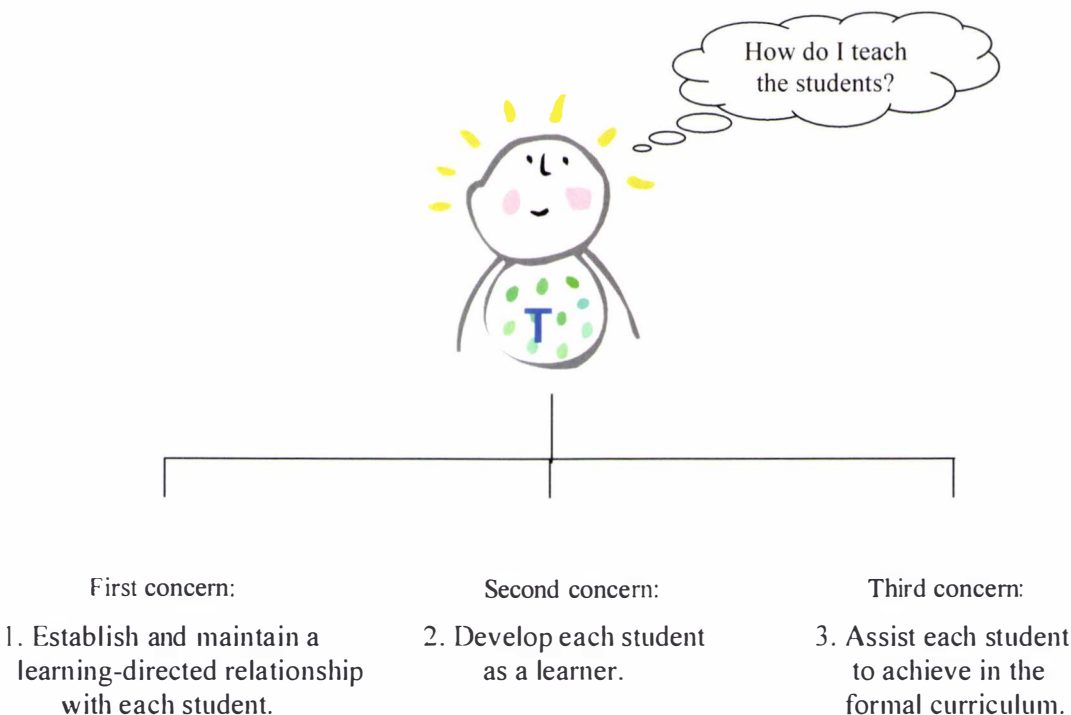 How do I teach
the students?
T
First concern:
1. Establish and maintain a
learning-directed relationship
with each student.
Second concern:
2. Develop each student
as a learner.
Third concern:
3. Assist each student
to achieve in the
formal curriculum.